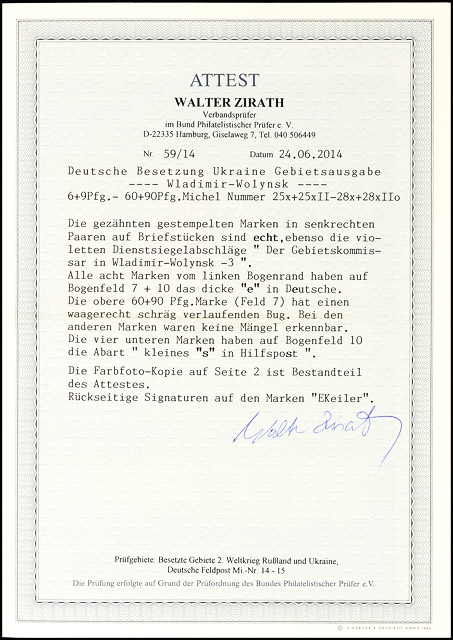 ATTEST
WALTER ZIRATH
Verbandsprüfer
im Bund Philatelistischer Prüfer e. V.
D-22335 Hamburg, Giselaweg 7, Tel. 040 506449
Nr. 59/14 Datum 24.06.2014
Deutsche Besetzung Ukraine Gebietsausgabe
---- Wladimir-Wolynsk ----
6+9Pfg.- 60+90Pfg.Michel Nummer 25x+25xII-28x+28xIIo
Die gezähnten gestempelten Marken in senkrechten
Paaren auf Briefstücken sind echt,ebenso die vio-
letten Dienstsiegelabschläge " Der Gebietskommis-
sar in Wladimir-Wolynsk -3 ".
Alle acht Marken vom linken Bogenrand haben auf
Bogenfeld 7 + 10 das dicke "e" in Deutsche.
Die obere 60+90 Pfg.Marke (Feld 7) hat einen
waagerecht schräg verlaufenden Bug. Bei den
anderen Marken waren keine Mängel erkennbar.
Die vier unteren Marken haben auf Bogenfeld 10
die Abart " kleines "s" in Hilfspost ".
Die Farbfoto-Kopie auf Seite 2 ist Bestandteil
des Attestes.
Rückseitige Signaturen auf den Marken "EKeiler".
Walter Zirath
Prüfgebiete: Besetzte Gebiete 2. Weltkrieg Rußland und Ukraine,
Deutsche Feldpost Mi.-Nr. 14 - 15
Die Prüfung erfolgte auf Grund der Prüfordnung des Bundes Philatelistischer Prüfer e.V.